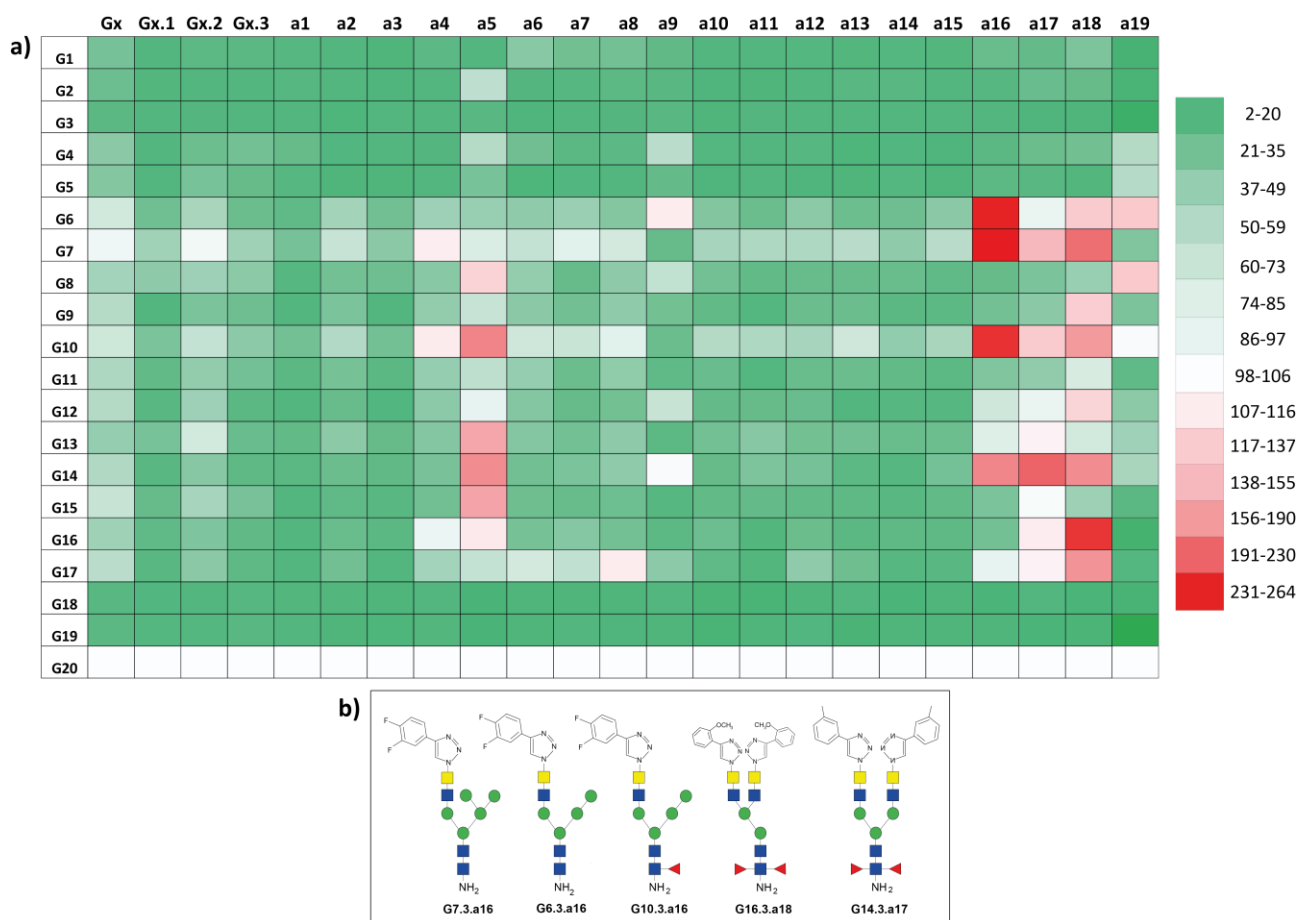 Gx Gx.1 Gx.2 Gx.3 a1 a2 a3 a4 a5 a6 a7 a8 a9 a10 a11 a12 a13 a14 a15 a16 a17 a18 a19
a)
G1
G2
G3
G4
G5
G6
G7
G8
G9
G10
G11
G12
G13
G14
G15
G16
G17
G18
G19
G20
2-20
21-35
37-49
50-59
60-73
74-85
86-97
98-106
107-116
117-137
138-155
156-190
191-230
231-264
b)
F F F OCH3 CH3O
F F F
N N N N N N N N
N N N N N N N
NH2 NH2 NH2 NH2 NH2
G7.3.a16 G6.3.a16 G10.3.a16 G16.3.a18 G14.3.a17